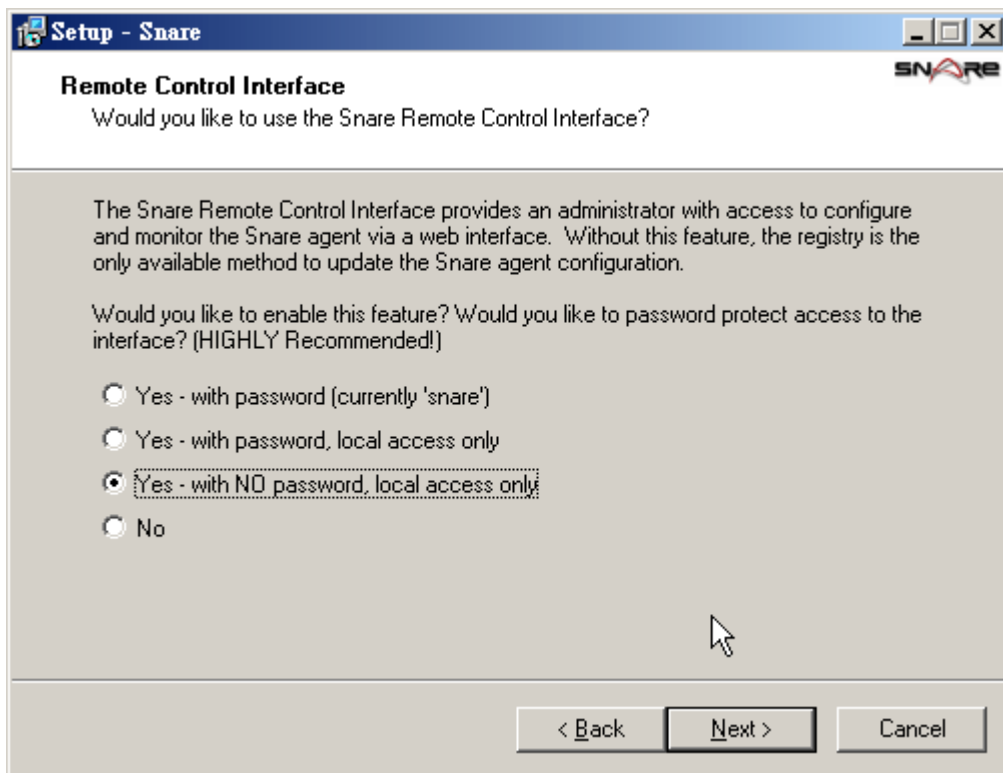 Setup - Snare
SNARE
Remote Control Interface
Would you like to use the Snare Remote Control Interface?
The Snare Remote Control Interface provides an administrator with access to configure
and monitor the Snare agent via a web interface.  Without this feature, the registry is the
only available method to update the Snare agent configuration.
Would you like to enable this feature? Would you like to password protect access to the
interface? (HIGHLY Recommended!)
Yes - with password (currently 'snare')
Yes - with password, local access only
Yes - with NO password, local access only
No
< Back
Next >
Cancel